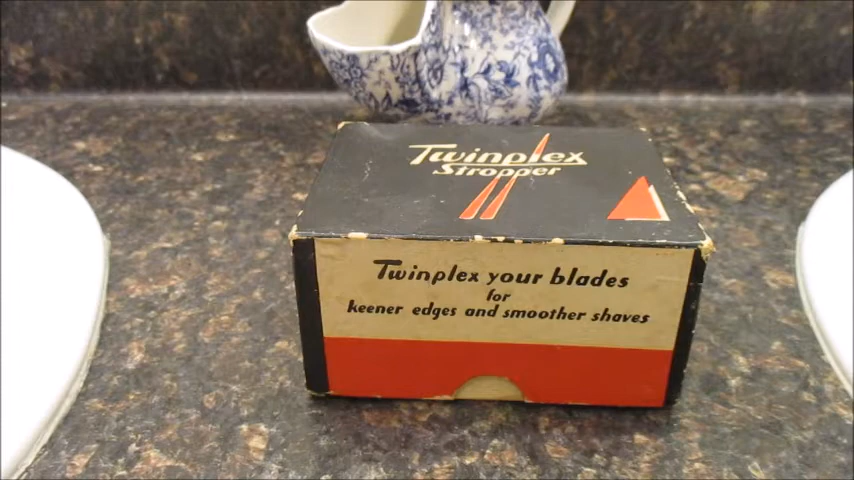 Twinplex
Stropper
Twinplex your blades
for
keener edges and smoother shaves